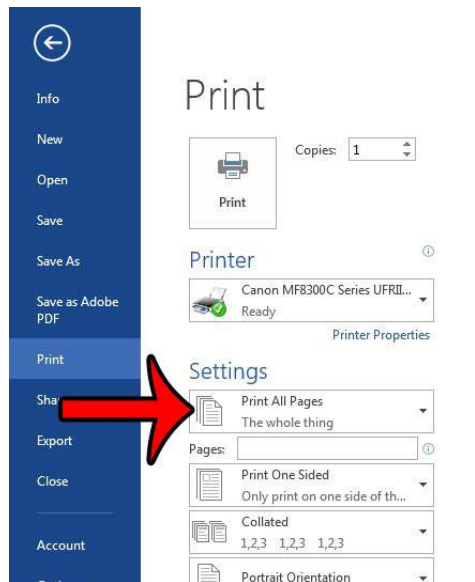 Info
New
Open
Save
Save As
Save as Adobe
PDF
Print
Sha
Export
Close
Account
Print
Copies: 1
Print
Printer
Canon MF8300C Series UFRII...
Ready
Printer Properties
Settings
Print All Pages
The whole thing
Pages:
Print One Sided
Only print on one side of th...
Collated
1,2,3 1,2,3 1,2,3
Portrait Orientation